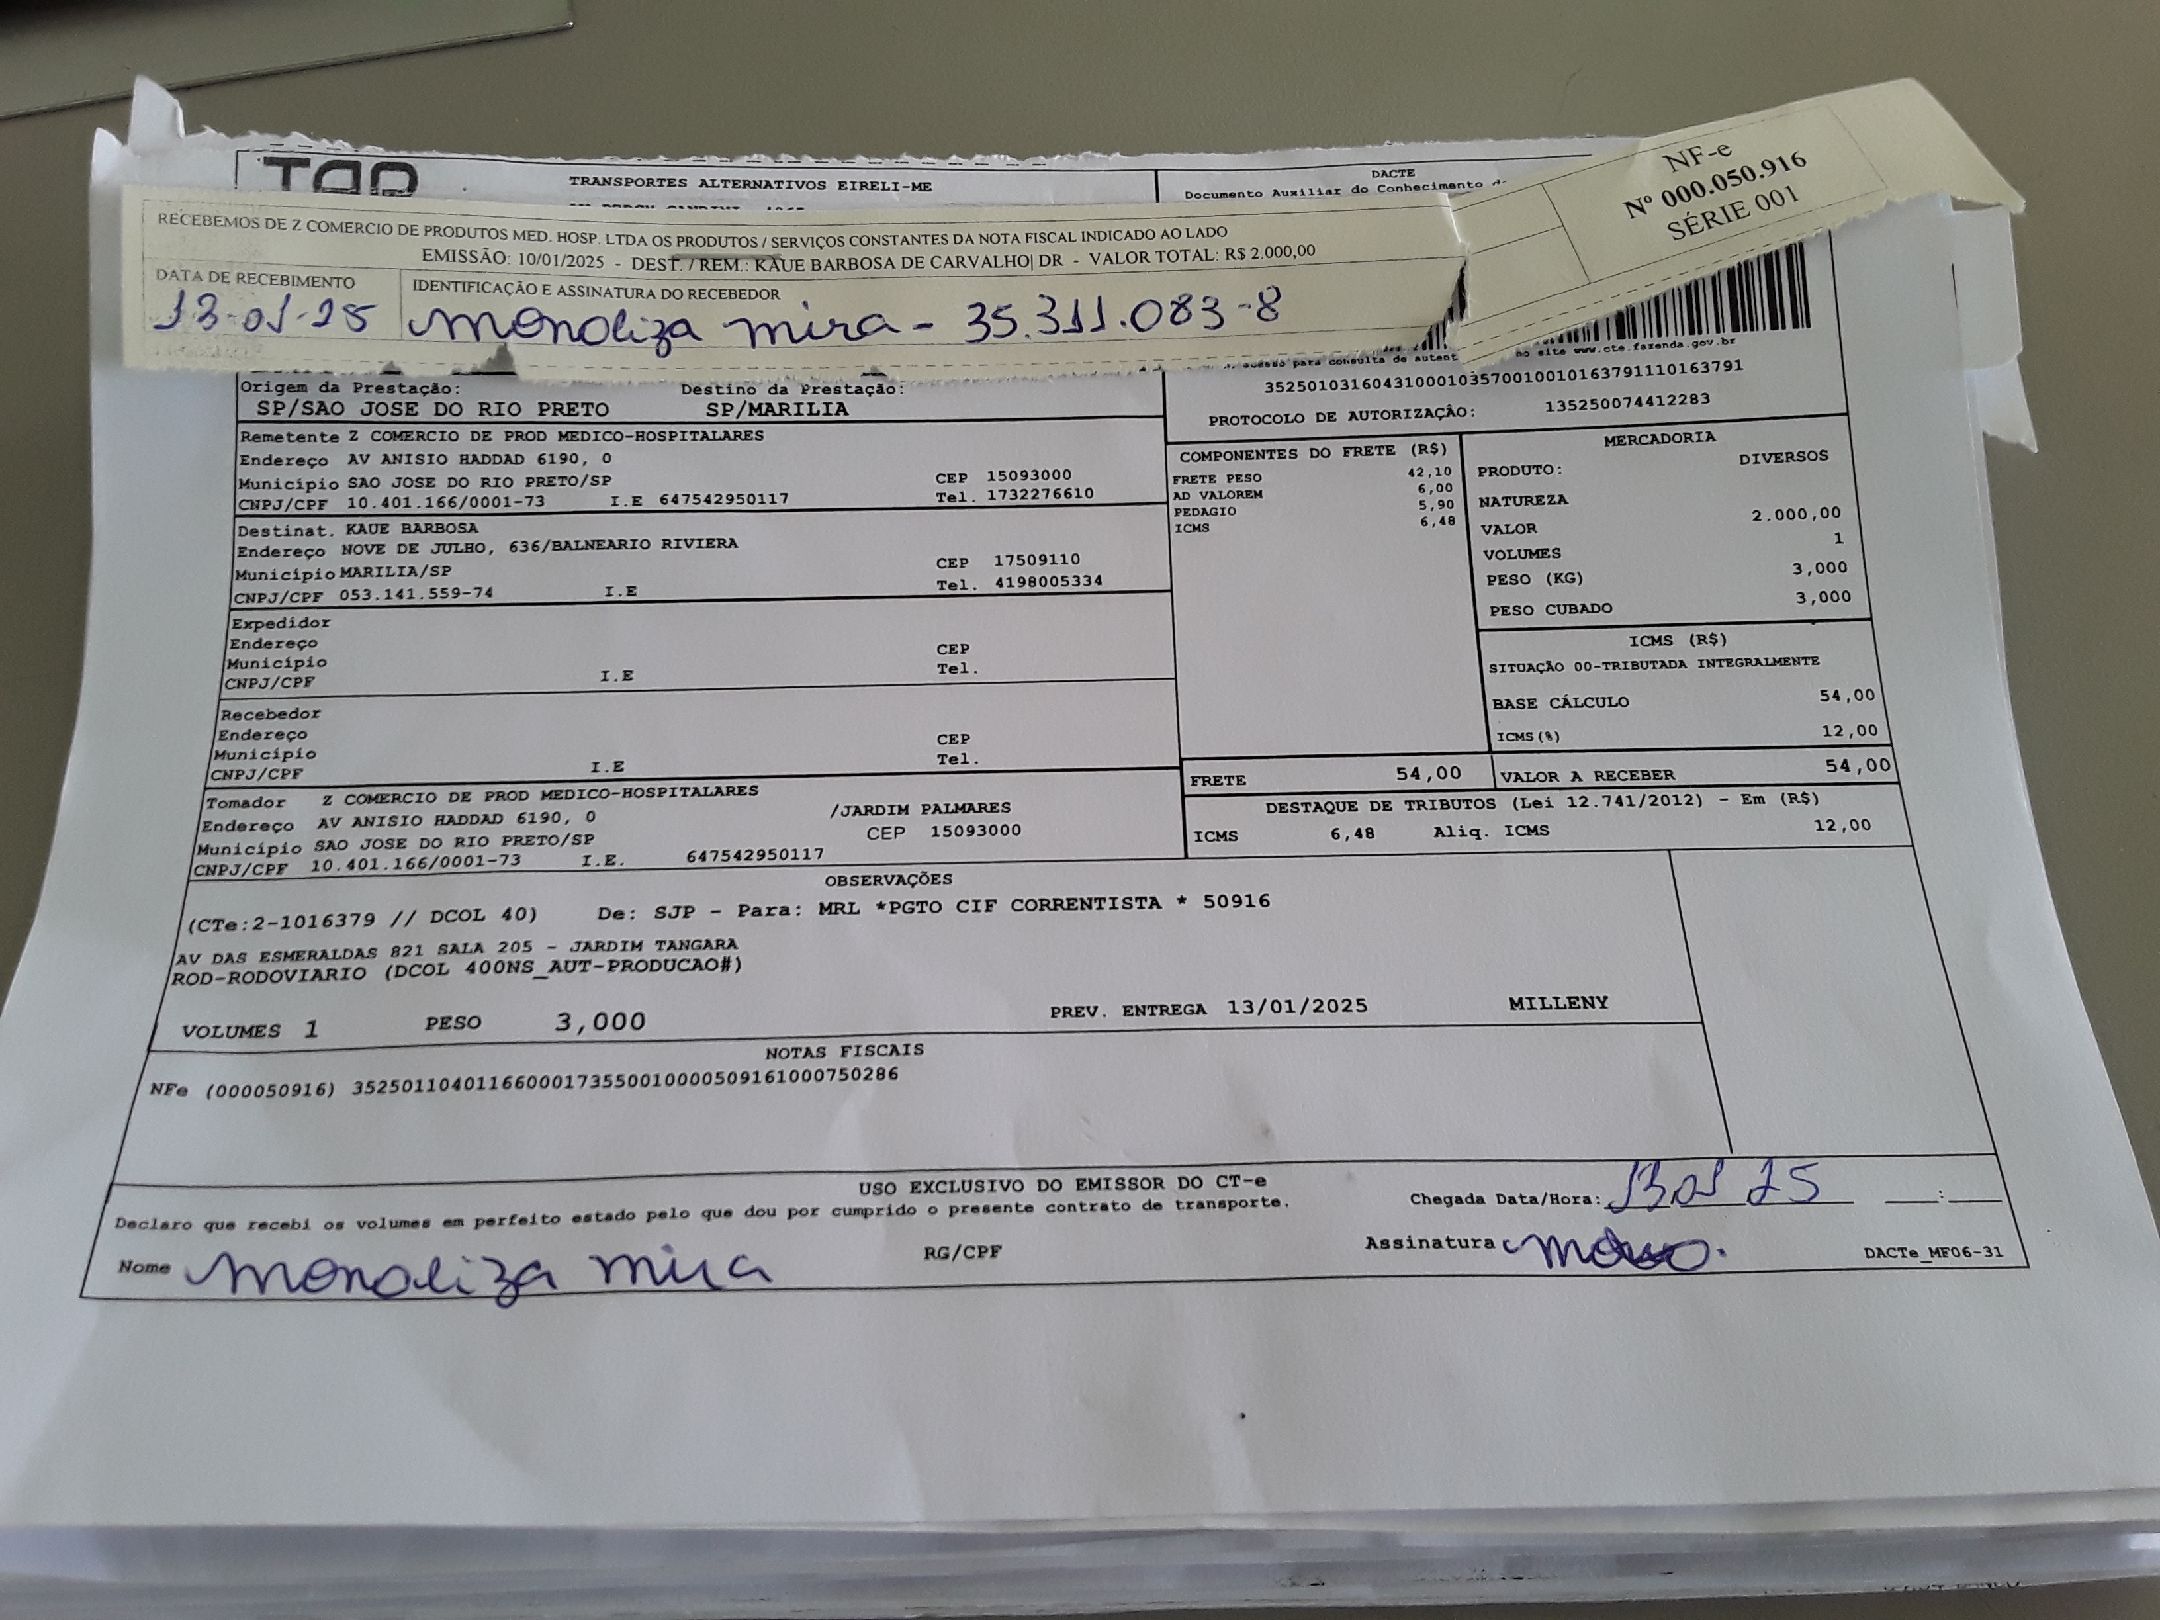 TRANSPORTES ALTERNATIVOS EIRELI-ME
DACTE
Documento Auxiliar do Conhecimento
NF-e
Nº 000.050.916
SÉRIE 001
RECEBEMOS DE Z COMERCIO DE PRODUTOS MED. HOSP. LTDA OS PRODUTOS / SERVIÇOS CONSTANTES DA NOTA FISCAL INDICADO AO LADO
EMISSÃO: 10/01/2025 - DEST. / REM.: KAUE BARBOSA DE CARVALHO| DR - VALOR TOTAL: R$ 2.000,00
DATA DE RECEBIMENTO IDENTIFICAÇÃO E ASSINATURA DO RECEBEDOR
13-01-25 monaliza mira - 35.311.083-8
para consulta de autent no site www.cte.fazenda.gov.br
35250103160431000103570010010163791110163791
PROTOCOLO DE AUTORIZAÇÃO: 135250074412283
Origem da Prestação: Destino da Prestação:
SP/SAO JOSE DO RIO PRETO SP/MARILIA
Remetente Z COMERCIO DE PROD MEDICO-HOSPITALARES
Endereço AV ANISIO HADDAD 6190, 0
Município SAO JOSE DO RIO PRETO/SP CEP 15093000
CNPJ/CPF 10.401.166/0001-73 I.E 647542950117 Tel. 1732276610
Destinat. KAUE BARBOSA
Endereço NOVE DE JULHO, 636/BALNEARIO RIVIERA
Município MARILIA/SP CEP 17509110
CNPJ/CPF 053.141.559-74 I.E Tel. 4198005334
Expedidor
Endereço
Município CEP
CNPJ/CPF I.E Tel.
Recebedor
Endereço
Município CEP
CNPJ/CPF I.E Tel.
Tomador Z COMERCIO DE PROD MEDICO-HOSPITALARES
Endereço AV ANISIO HADDAD 6190, 0 /JARDIM PALMARES
Município SAO JOSE DO RIO PRETO/SP CEP 15093000
CNPJ/CPF 10.401.166/0001-73 I.E. 647542950117
COMPONENTES DO FRETE (R$)
FRETE PESO 42,10
AD VALOREM 6,00
PEDAGIO 5,90
ICMS 6,48
MERCADORIA
PRODUTO: DIVERSOS
NATUREZA
VALOR 2.000,00
VOLUMES 1
PESO (KG) 3,000
PESO CUBADO 3,000
ICMS (R$)
SITUAÇÃO 00-TRIBUTADA INTEGRALMENTE
BASE CÁLCULO 54,00
ICMS(%) 12,00
FRETE 54,00 VALOR A RECEBER 54,00
DESTAQUE DE TRIBUTOS (Lei 12.741/2012) - Em (R$)
ICMS 6,48 Aliq. ICMS 12,00
OBSERVAÇÕES
(CTe:2-1016379 // DCOL 40) De: SJP - Para: MRL *PGTO CIF CORRENTISTA * 50916
AV DAS ESMERALDAS 821 SALA 205 - JARDIM TANGARA
ROD-RODOVIARIO (DCOL 400NS_AUT-PRODUCAO#)
VOLUMES 1 PESO 3,000 PREV. ENTREGA 13/01/2025 MILLENY
NOTAS FISCAIS
NFe (000050916) 35250110401166000173550010000509161000750286
USO EXCLUSIVO DO EMISSOR DO CT-e
Declaro que recebi os volumes em perfeito estado pelo que dou por cumprido o presente contrato de transporte.
Chegada Data/Hora: 13 01 25 :
Nome monaliza mira RG/CPF Assinatura
DACTe_MF06-31